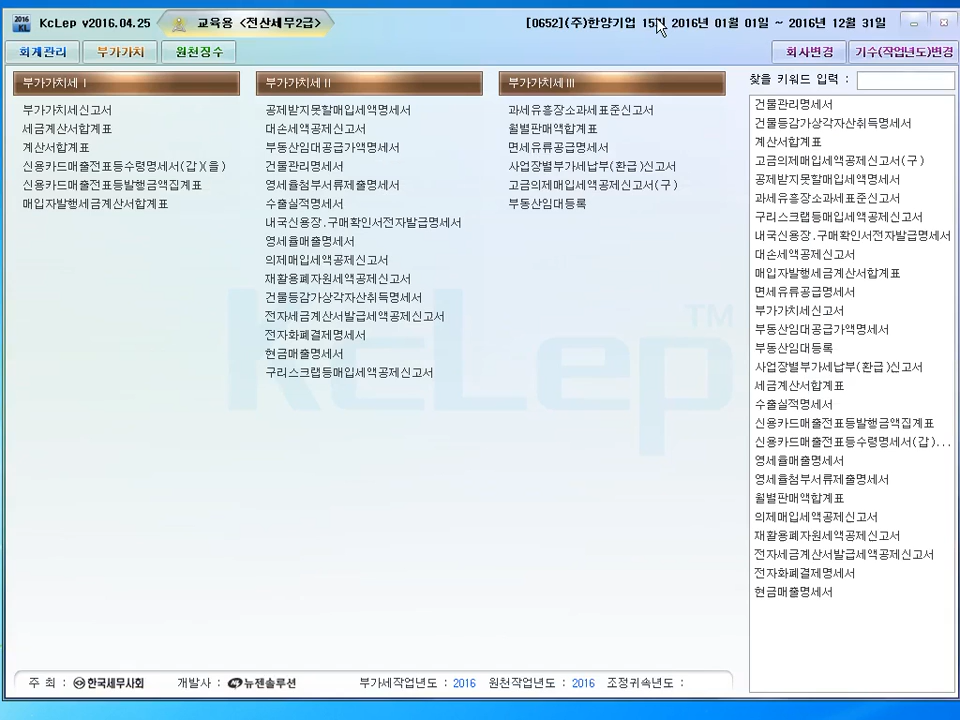 2016 KL KcLep v2016.04.25 교육용 <전산세무2급> [0652](주)한양기업 15 2016년 01월 01일 ~ 2016년 12월 31일
회계관리 부가가치 원천징수 회사변경 기수(작업년도)변경
부가가치세 I 부가가치세 II 부가가치세 III 찾을 키워드 입력 :
부가가치세신고서
세금계산서합계표
계산서합계표
신용카드매출전표등수령명세서(갑)(을)
신용카드매출전표등발행금액집계표
매입자발행세금계산서합계표
공제받지못할매입세액명세서
대손세액공제신고서
부동산임대공급가액명세서
건물관리명세서
영세율첨부서류제출명세서
수출실적명세서
내국신용장.구매확인서전자발급명세서
영세율매출명세서
의제매입세액공제신고서
재활용폐자원세액공제신고서
건물등감가상각자산취득명세서
전자세금계산서발급세액공제신고서
전자화폐결제명세서
현금매출명세서
구리스크랩등매입세액공제신고서
과세유흥장소과세표준신고서
월별판매액합계표
면세유류공급명세서
사업장별부가세납부(환급)신고서
고금의제매입세액공제신고서(구)
부동산임대등록
건물관리명세서
건물등감가상각자산취득명세서
계산서합계표
고금의제매입세액공제신고서(구)
공제받지못할매입세액명세서
과세유흥장소과세표준신고서
구리스크랩등매입세액공제신고서
내국신용장.구매확인서전자발급명세서
대손세액공제신고서
매입자발행세금계산서합계표
면세유류공급명세서
부가가치세신고서
부동산임대공급가액명세서
부동산임대등록
사업장별부가세납부(환급)신고서
세금계산서합계표
수출실적명세서
신용카드매출전표등발행금액집계표
신용카드매출전표등수령명세서(갑)...
영세율매출명세서
영세율첨부서류제출명세서
월별판매액합계표
의제매입세액공제신고서
재활용폐자원세액공제신고서
전자세금계산서발급세액공제신고서
전자화폐결제명세서
현금매출명세서
KcLep TM
주 최 : 한국세무사회 개발사 : 뉴젠솔루션 부가세작업년도 : 2016 원천작업년도 : 2016 조정귀속년도 :